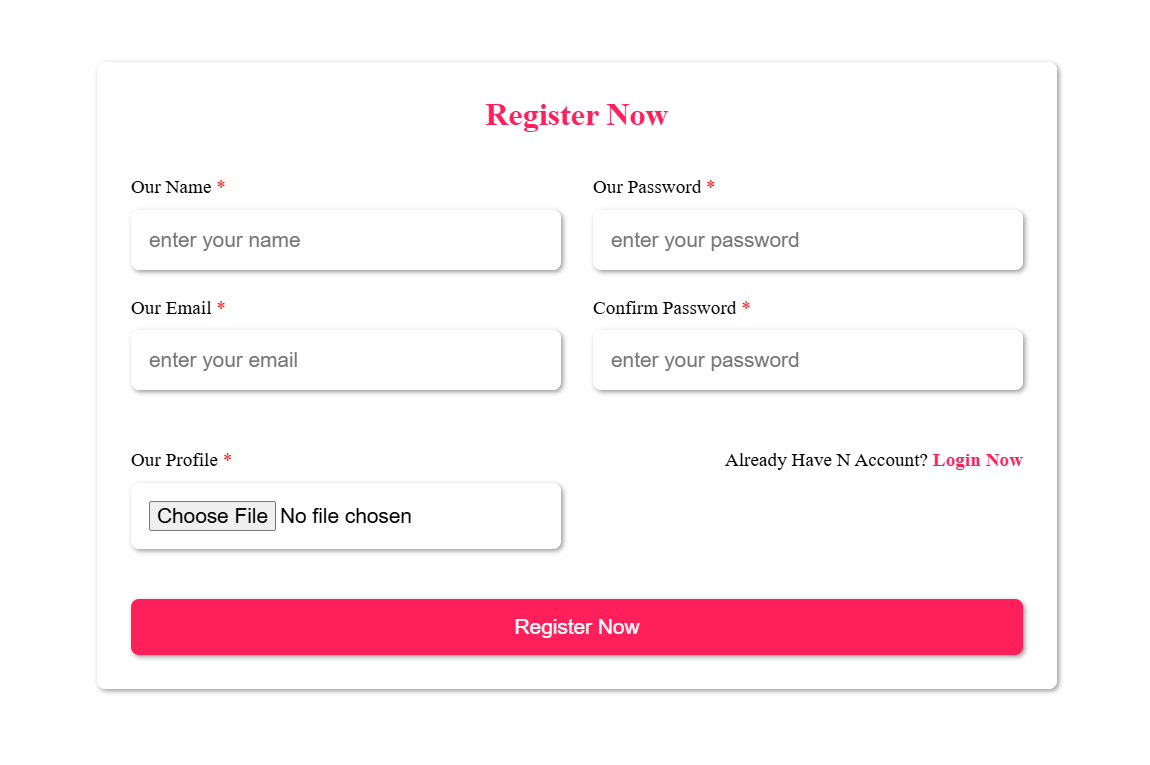 Register Now
Our Name *
enter your name
Our Password *
enter your password
Our Email *
enter your email
Confirm Password *
enter your password
Our Profile *
Choose File No file chosen
Already Have N Account? Login Now
Register Now